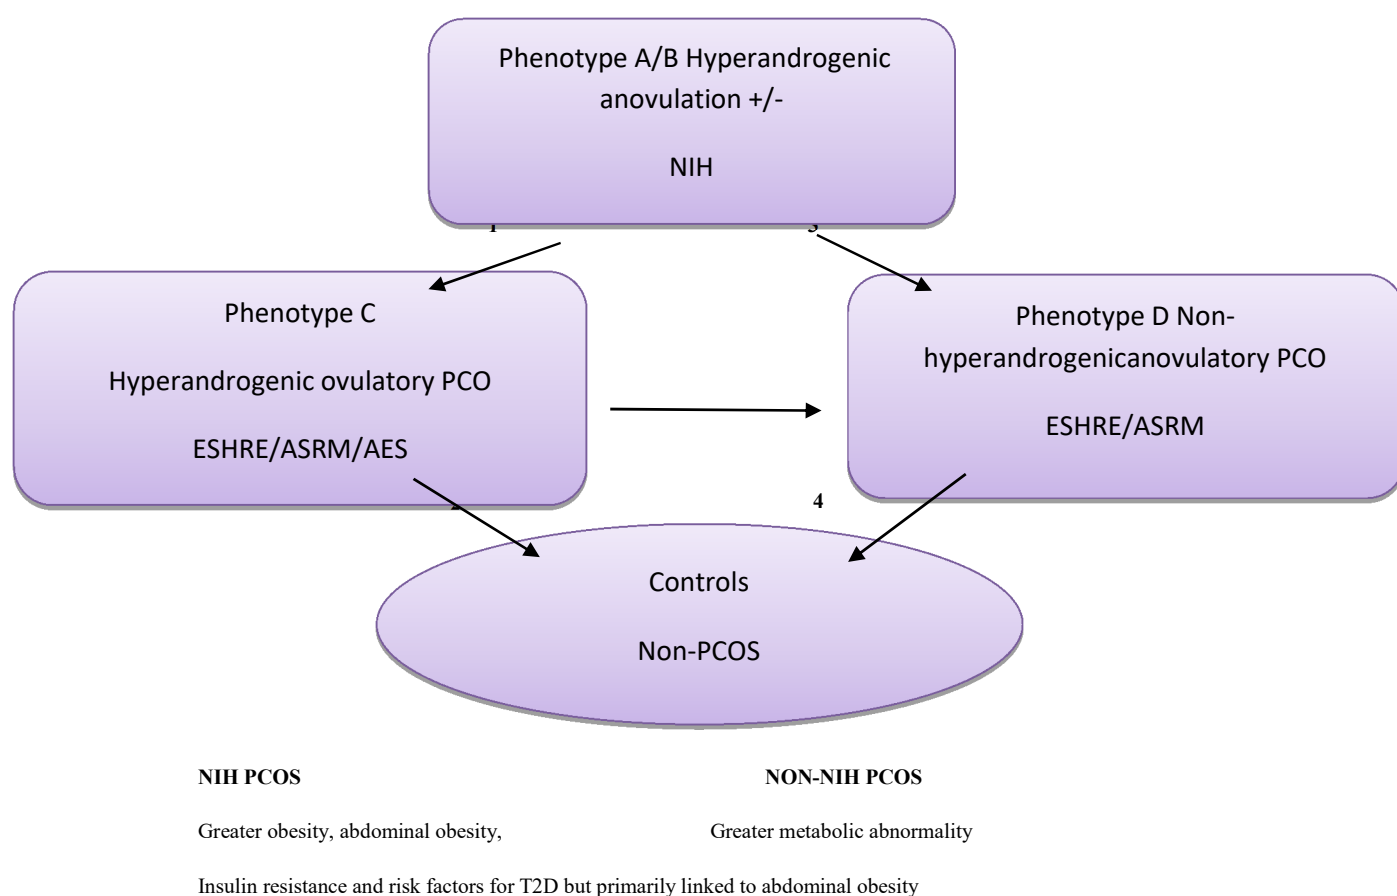 Phenotype A/B Hyperandrogenic
anovulation +/-
NIH
Phenotype C
Hyperandrogenic ovulatory PCO
ESHRE/ASRM/AES
Phenotype D Non-
hyperandrogenicanovulatory PCO
ESHRE/ASRM
4
Controls
Non-PCOS
NIH PCOS
NON-NIH PCOS
Greater obesity, abdominal obesity,
Greater metabolic abnormality
Insulin resistance and risk factors for T2D but primarily linked to abdominal obesity